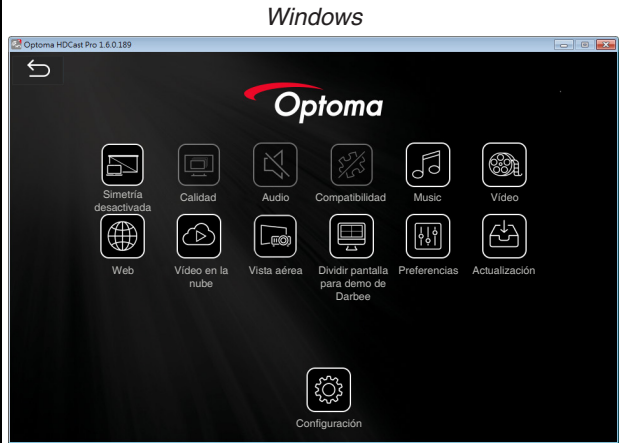 Windows
Optoma HDCast Pro 1.6.0.189
Optoma
Simetría
desactivada
Calidad
Audio
Compatibilidad
Music
Vídeo
Web
Vídeo en la
nube
Vista aérea
Dividir pantalla
para demo de
Darbee
Preferencias
Actualización
Configuración